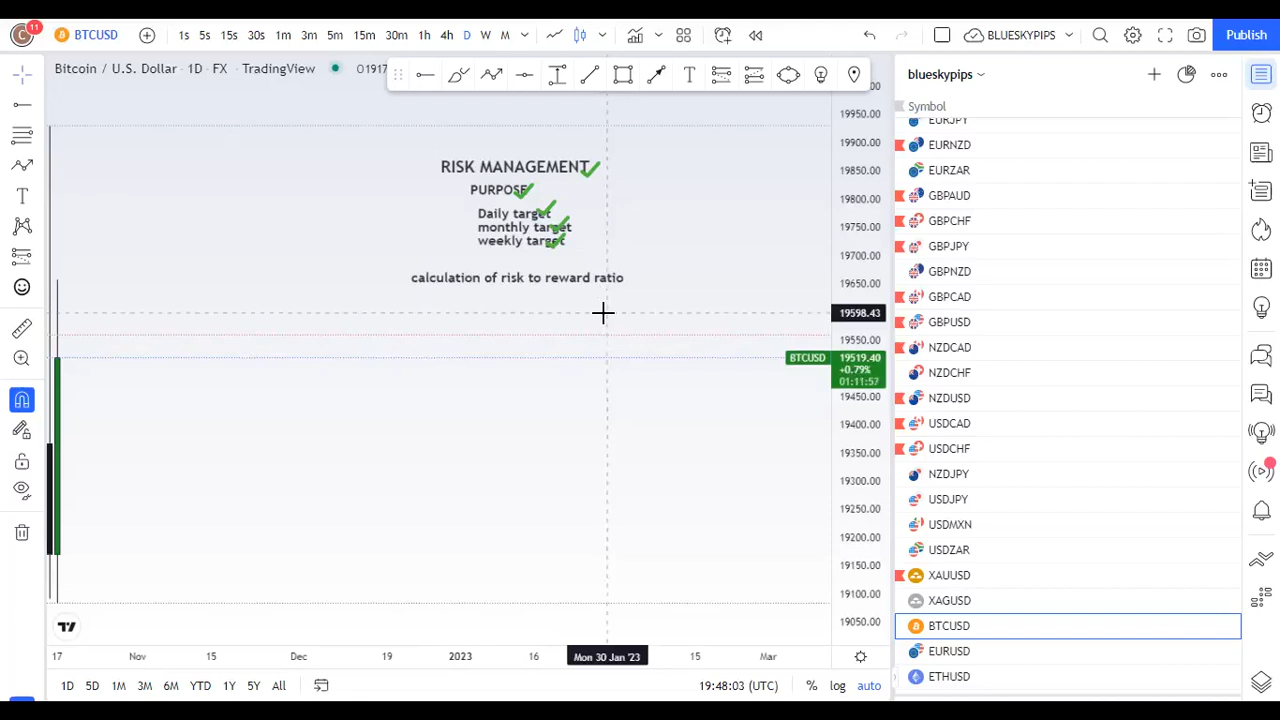 11
BTCUSD
1s 5s 15s 30s 1m 3m 5m 15m 30m 1h 4h D W M
BLUESKYPIPS
Publish
Bitcoin / U.S. Dollar · 1D · FX · TradingView
blueskypips
Symbol
EURJPY
EURNZD
EURZAR
GBPAUD
GBPCHF
GBPJPY
GBPNZD
GBPCAD
GBPUSD
NZDCAD
NZDCHF
NZDUSD
USDCAD
USDCHF
NZDJPY
USDJPY
USDMXN
USDZAR
XAUUSD
XAGUSD
BTCUSD
EURUSD
ETHUSD
RISK MANAGEMENT
PURPOSE
Daily target
monthly target
weekly target
calculation of risk to reward ratio
19950.00
19900.00
19850.00
19800.00
19750.00
19700.00
19650.00
19598.43
19550.00
BTCUSD 19519.40
+0.79%
01:11:57
19450.00
19400.00
19350.00
19300.00
19250.00
19200.00
19150.00
19100.00
19050.00
17 Nov 15 Dec 19 2023 16 Mon 30 Jan '23 15 Mar
1D 5D 1M 3M 6M YTD 1Y 5Y All
19:48:03 (UTC) % log auto